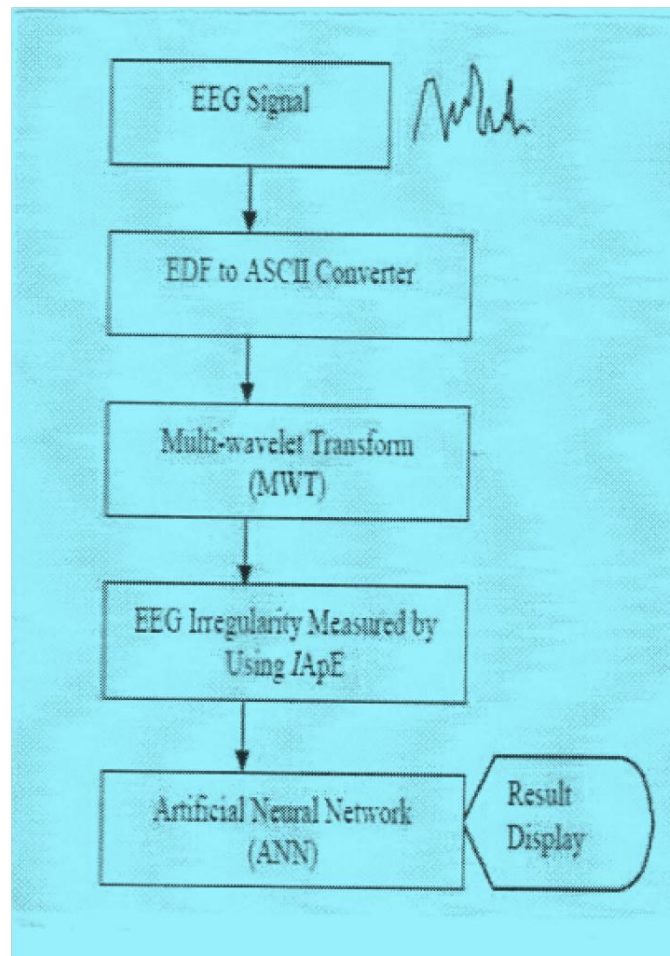 EEG Signal
EDF to ASCII Converter
Multi-wavelet Transform
(MWT)
EEG Irregularity Measured by
Using IApE
Artificial Neural Network
(ANN)
Result
Display